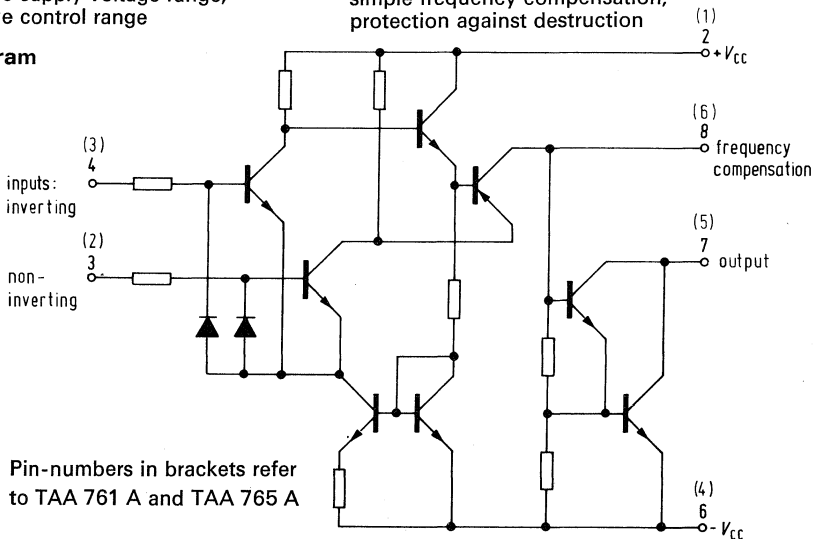 supply voltage range,
e control range
simple frequency compensation,
protection against destruction
ram
(1)
2
+VCC
(6)
8
frequency
compensation
(3)
4
inputs:
inverting
(2)
3
non-
inverting
(5)
7
output
Pin-numbers in brackets refer
to TAA 761 A and TAA 765 A
(4)
6
-VCC